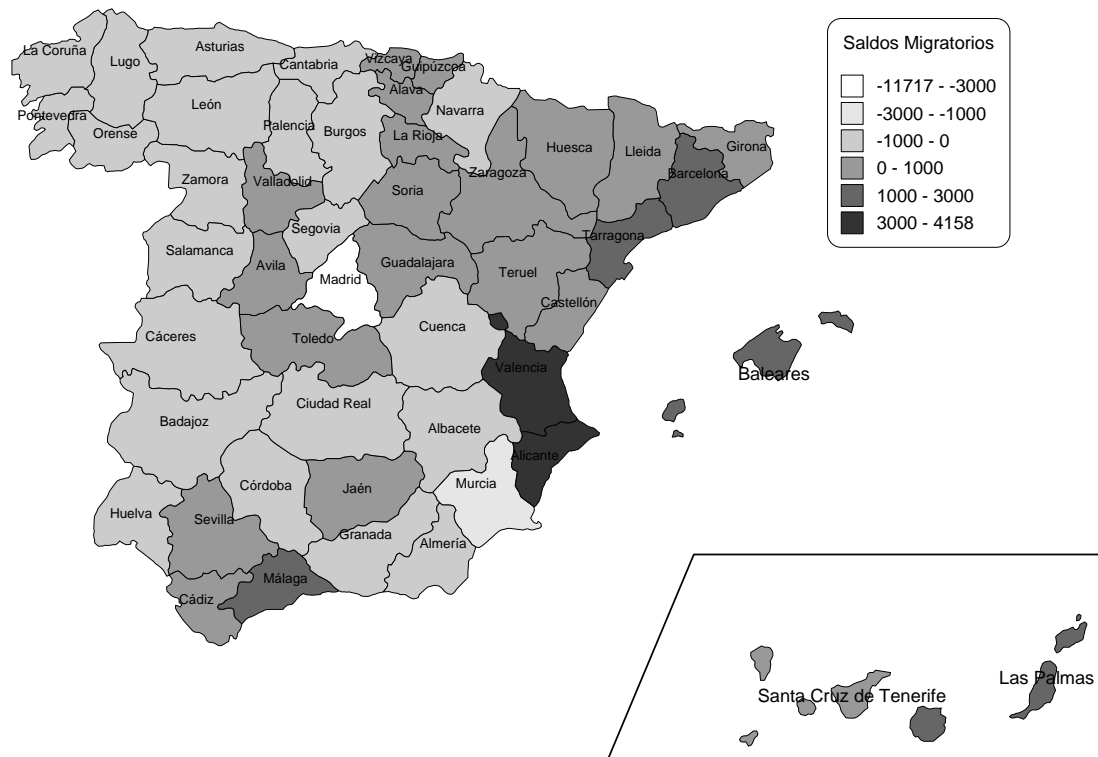 Saldos Migratorios
-11717 - -3000
-3000 - -1000
-1000 - 0
0 - 1000
1000 - 3000
3000 - 4158
La Coruña
Lugo
Asturias
Cantabria
Vizcaya
Guipúzcoa
Alava
Navarra
Pontevedra
Orense
León
Palencia
Burgos
La Rioja
Huesca
Lleida
Girona
Barcelona
Zaragoza
Zamora
Valladolid
Soria
Segovia
Tarragona
Salamanca
Avila
Madrid
Guadalajara
Teruel
Castellón
Cáceres
Toledo
Cuenca
Valencia
Baleares
Badajoz
Ciudad Real
Albacete
Alicante
Huelva
Córdoba
Jaén
Murcia
Sevilla
Granada
Almería
Cádiz
Málaga
Santa Cruz de Tenerife
Las Palmas